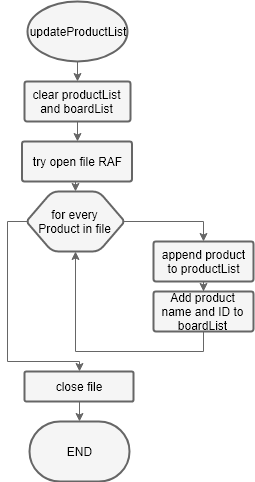 updateProductList
clear productList
and boardList
try open file RAF
for every
Product in file
append product
to productList
Add product
name and ID to
boardList
close file
END